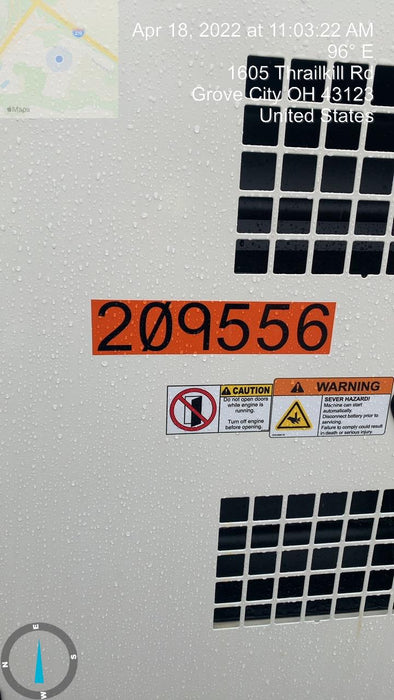 Apr 18, 2022 at 11:03:22 AM
96° E
1605 Thrailkill Rd
Grove City OH 43123
United States
Maps
209556
CAUTION
Do not open doors
while engine is
running.
Turn off engine
before opening.
WARNING
SEVER HAZARD!
Machine can start
automatically.
Disconnect battery prior to
servicing.
Failure to comply could result
in death or serious injury.
E
N
S
W